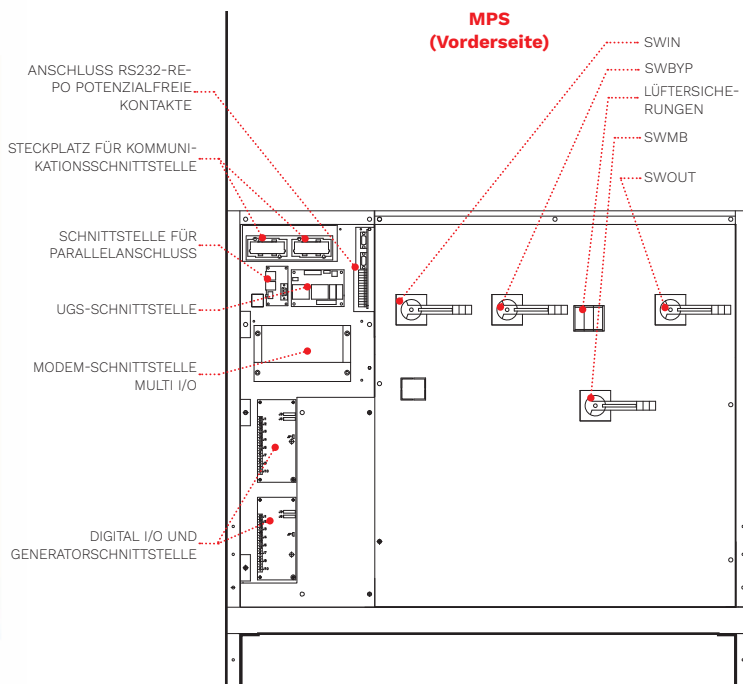 MPS
(Vorderseite)
ANSCHLUSS RS232-RE-
PO POTENZIALFREIE
KONTAKTE
STECKPLATZ FÜR KOMMUNI-
KATIONSSCHNITTSTELLE
SCHNITTSTELLE FÜR
PARALLELANSCHLUSS
UGS-SCHNITTSTELLE
MODEM-SCHNITTSTELLE
MULTI I/O
DIGITAL I/O UND
GENERATORSCHNITTSTELLE
SWIN
SWBYP
LÜFTERSICHE-
RUNGEN
SWMB
SWOUT